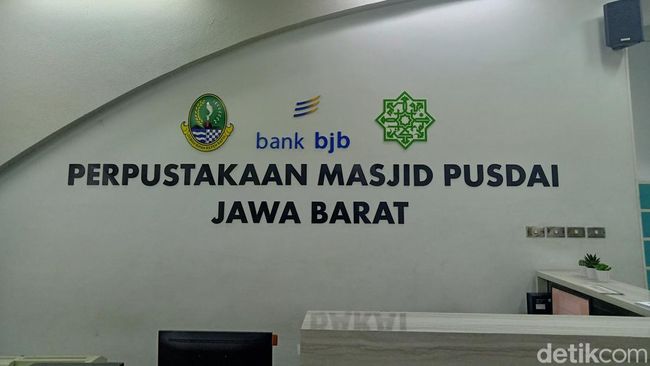 bank bjb
PERPUSTAKAAN MASJID PUSDAI
JAWA BARAT
detikcom